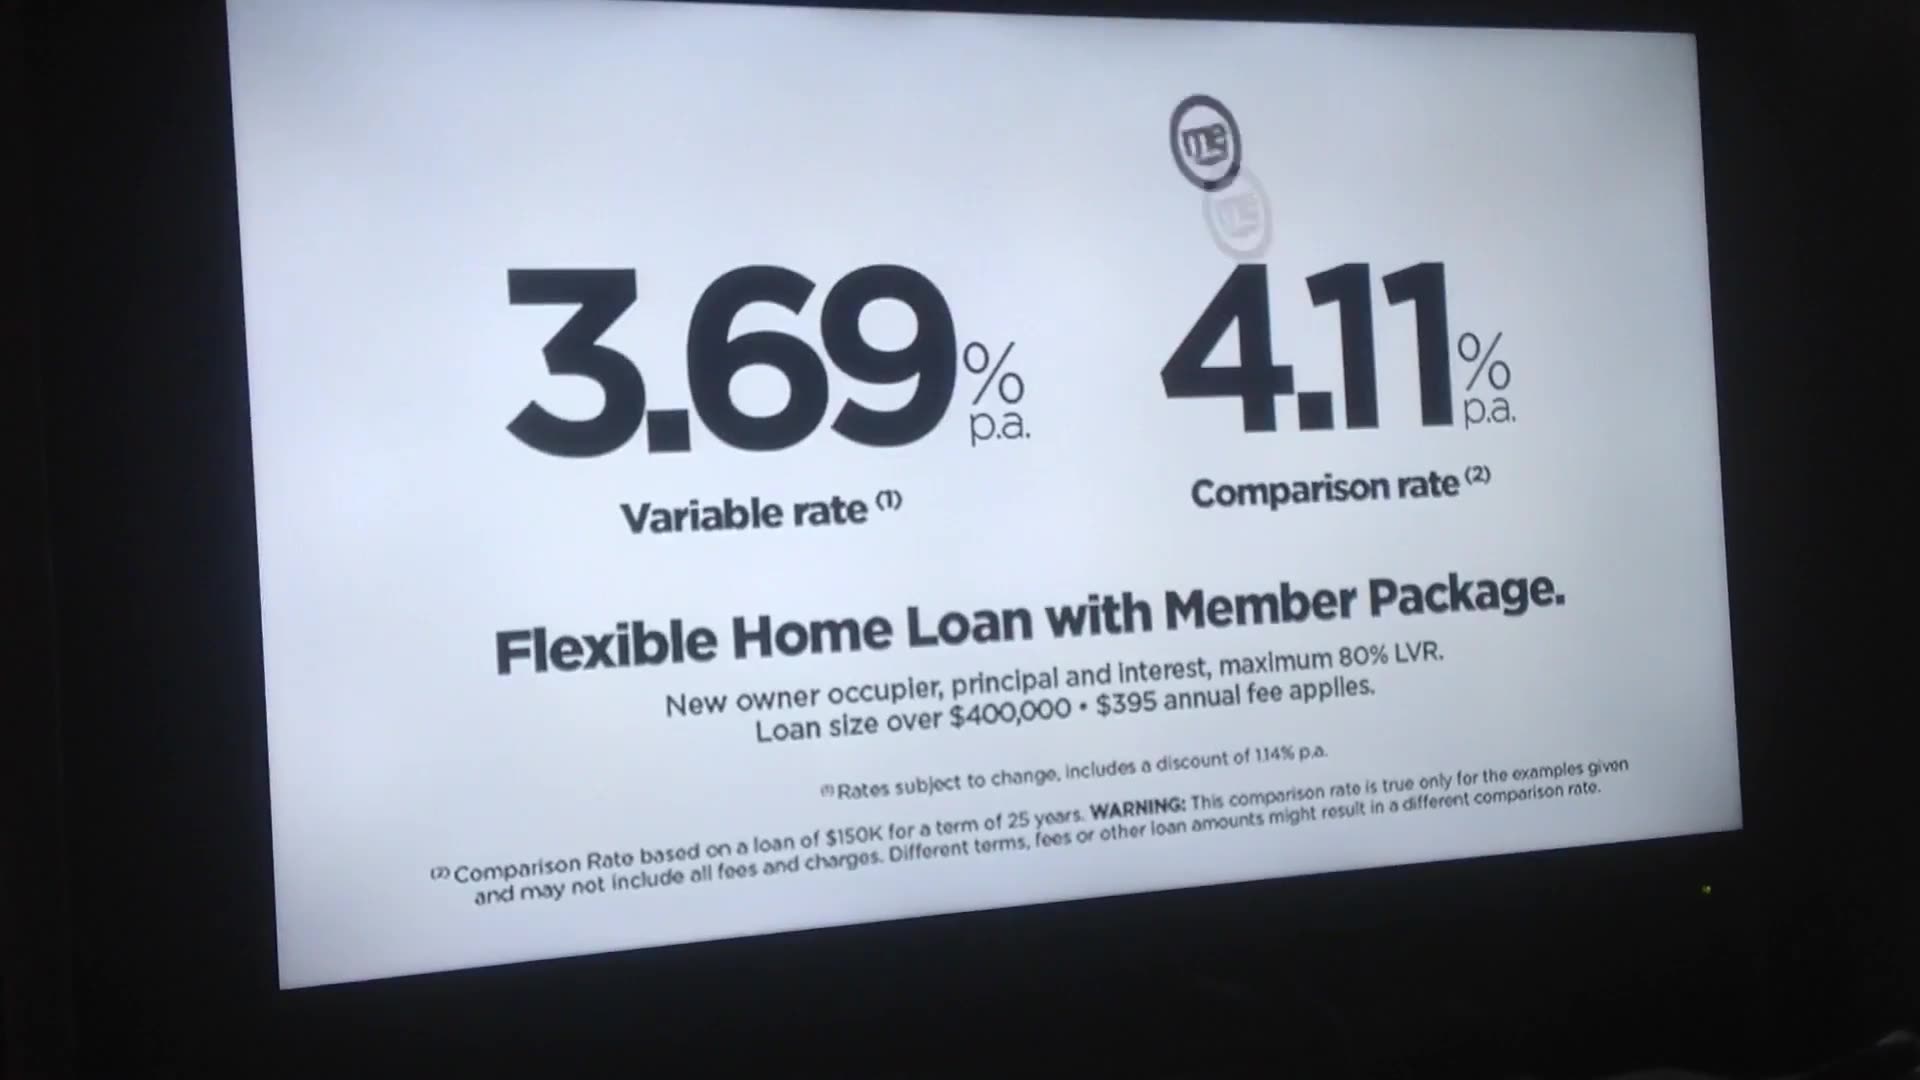 me
me
3.69% p.a.
4.11% p.a.
Variable rate (1)
Comparison rate (2)
Flexible Home Loan with Member Package.
New owner occupier, principal and interest, maximum 80% LVR.
Loan size over $400,000 • $395 annual fee applies.
(1) Rates subject to change, includes a discount of 1.14% p.a.
(2) Comparison Rate based on a loan of $150K for a term of 25 years. WARNING: This comparison rate is true only for the examples given
and may not include all fees and charges. Different terms, fees or other loan amounts might result in a different comparison rate.